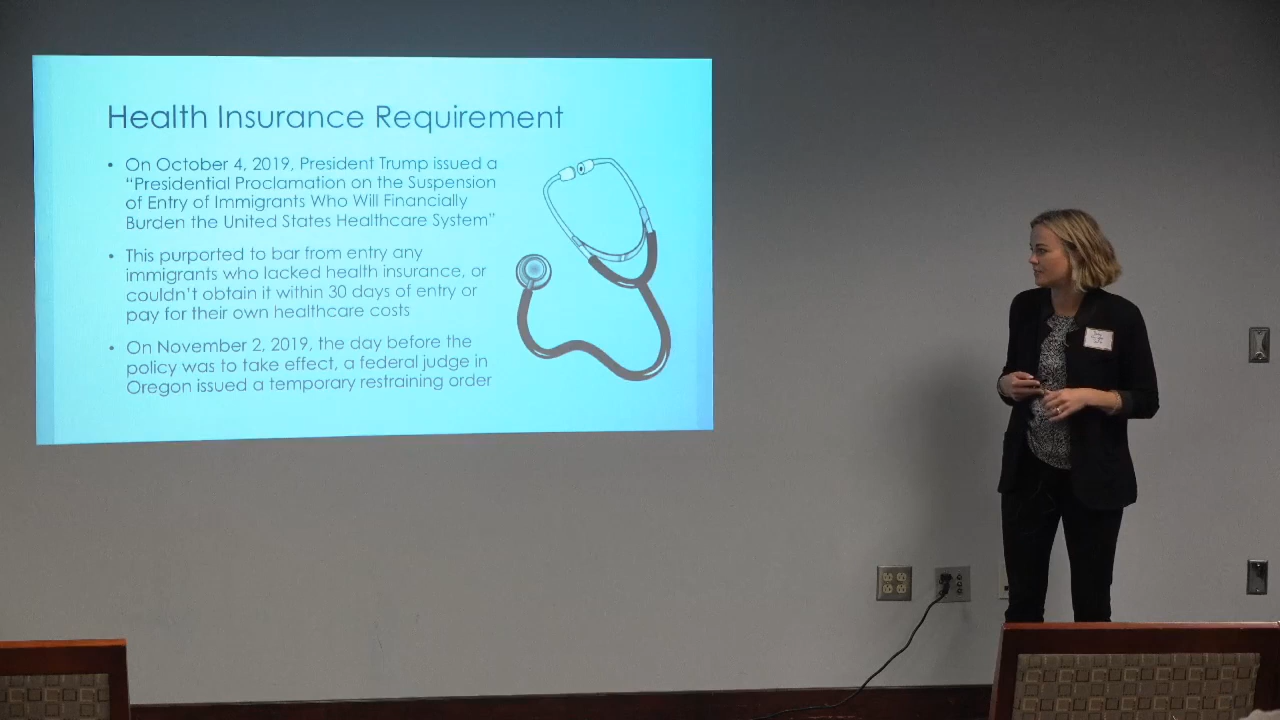 Health Insurance Requirement
• On October 4, 2019, President Trump issued a
“Presidential Proclamation on the Suspension
of Entry of Immigrants Who Will Financially
Burden the United States Healthcare System”
• This purported to bar from entry any
immigrants who lacked health insurance, or
couldn’t obtain it within 30 days of entry or
pay for their own healthcare costs
• On November 2, 2019, the day before the
policy was to take effect, a federal judge in
Oregon issued a temporary restraining order